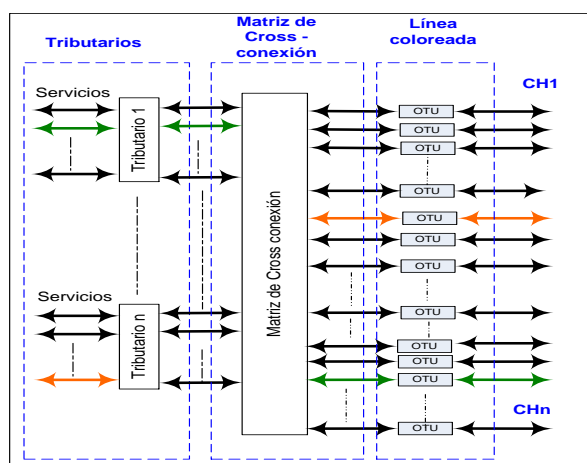 Tributarios
Matriz de
Cross -
conexión
Línea
coloreada
Servicios
Tributario 1
Servicios
Tributario n
Matriz de Cross conexión
OTU
OTU
OTU
OTU
OTU
OTU
OTU
OTU
OTU
OTU
OTU
OTU
CH1
CHn